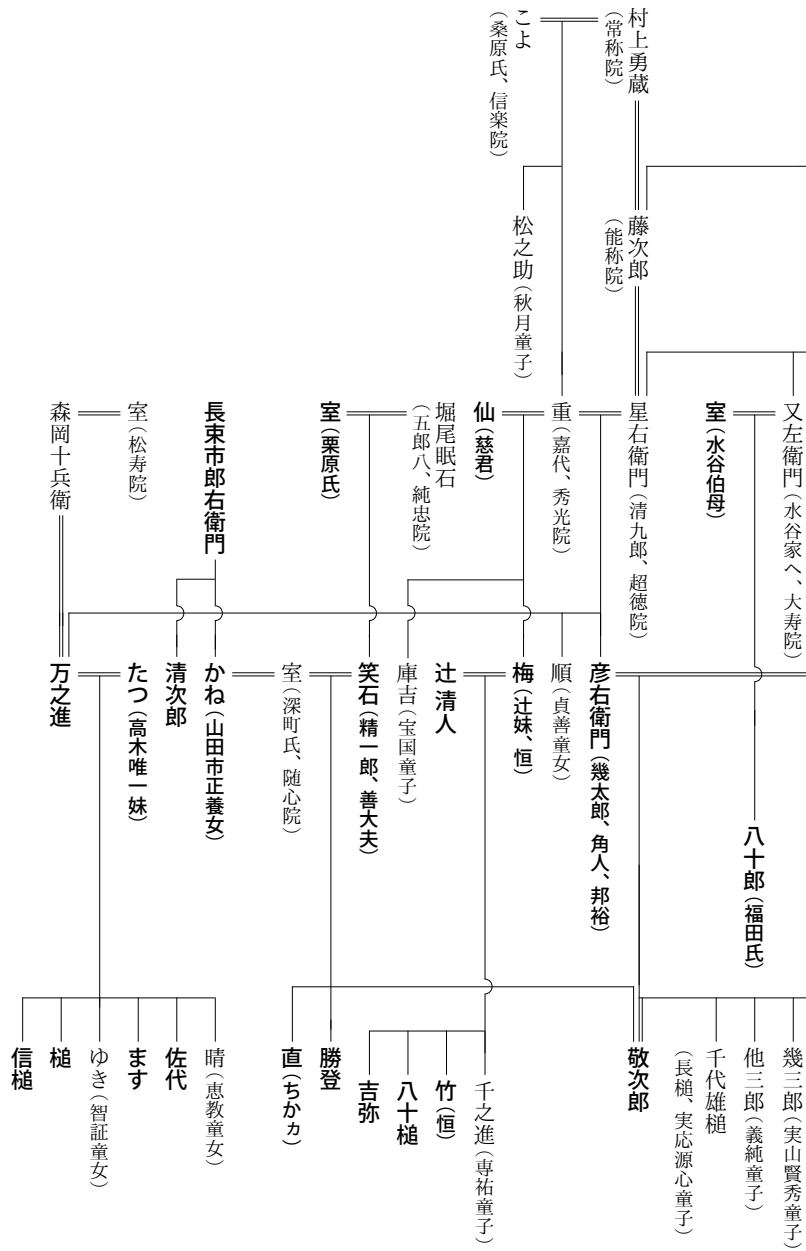 村上勇蔵
（常称院）
こよ
（桑原氏、信楽院）
藤次郎
（能称院）
松之助（秋月童子）
又左衛門（水谷家へ、大寿院）
室（水谷伯母）
星右衛門（清九郎、超徳院）
重（嘉代、秀光院）
仙（慈君）
堀尾眠石
（五郎八、純忠院）
室（栗原氏）
長束市郎右衛門
室（松寿院）
森岡十兵衛
八十郎（福田氏）
彦右衛門（幾太郎、角人、邦裕）
順（貞善童女）
梅（辻妹、恒）
辻 清人
庫吉（宝国童子）
笑石（精一郎、善大夫）
室（深町氏、随心院）
かね（山田市正養女）
清次郎
たつ（高木唯一妹）
万之進
幾三郎（実山賢秀童子）
他三郎（義純童子）
千代雄槌
（長槌、実応源心童子）
敬次郎
千之進（専祐童子）
竹（恒）
八十槌
吉弥
勝登
直（ちかヵ）
晴（恵教童女）
佐代
ます
ゆき（智証童女）
槌
信槌